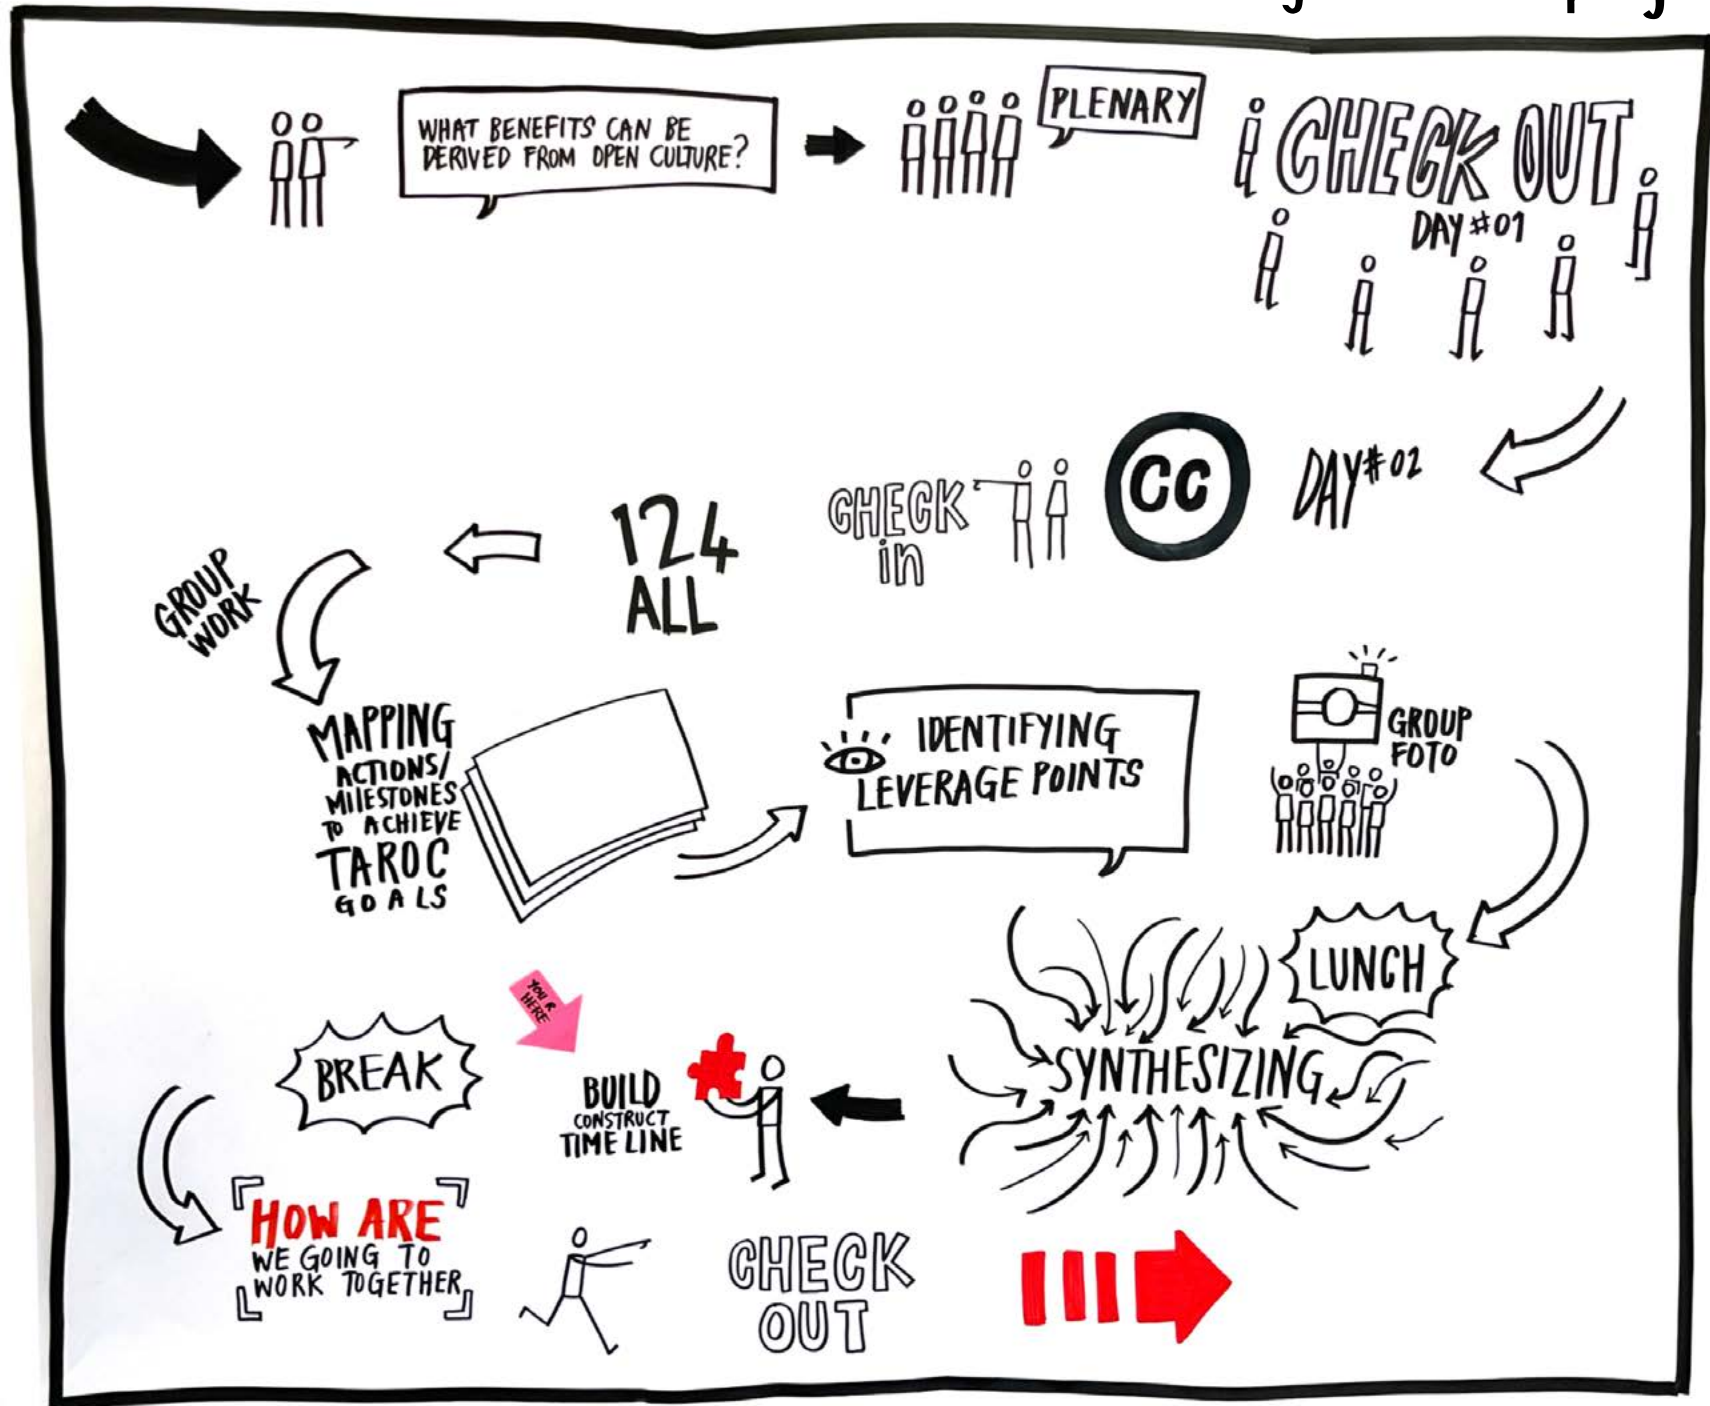 WHAT BENEFITS CAN BE
DERIVED FROM OPEN CULTURE?
PLENARY
CHECK OUT
DAY #01
DAY #02
CC
CHECK
in
124
ALL
GROUP
WORK
MAPPING
ACTIONS/
MILESTONES
TO ACHIEVE
TAROC
GOALS
IDENTIFYING
LEVERAGE POINTS
GROUP
FOTO
LUNCH
SYNTHESIZING
YOU R
HERE
BUILD
CONSTRUCT
TIME LINE
BREAK
HOW ARE
WE GOING TO
WORK TOGETHER
CHECK
OUT